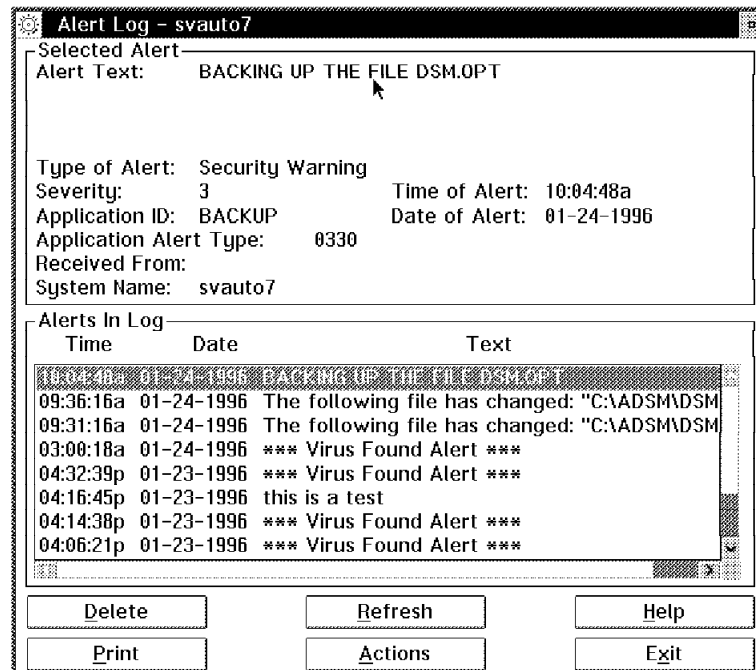 Alert Log - svauto7
Selected Alert
Alert Text: BACKING UP THE FILE DSM.OPT
Type of Alert: Security Warning
Severity: 3 Time of Alert: 10:04:48a
Application ID: BACKUP Date of Alert: 01-24-1996
Application Alert Type: 0330
Received From:
System Name: svauto7
Alerts In Log
Time Date Text
10:04:48a 01-24-1996 BACKING UP THE FILE DSM.OPT
09:36:16a 01-24-1996 The following file has changed: "C:\ADSM\DSM
09:31:16a 01-24-1996 The following file has changed: "C:\ADSM\DSM
03:00:18a 01-24-1996 *** Virus Found Alert ***
04:32:39p 01-23-1996 *** Virus Found Alert ***
04:16:45p 01-23-1996 this is a test
04:14:38p 01-23-1996 *** Virus Found Alert ***
04:06:21p 01-23-1996 *** Virus Found Alert ***
Delete Refresh Help
Print Actions Exit